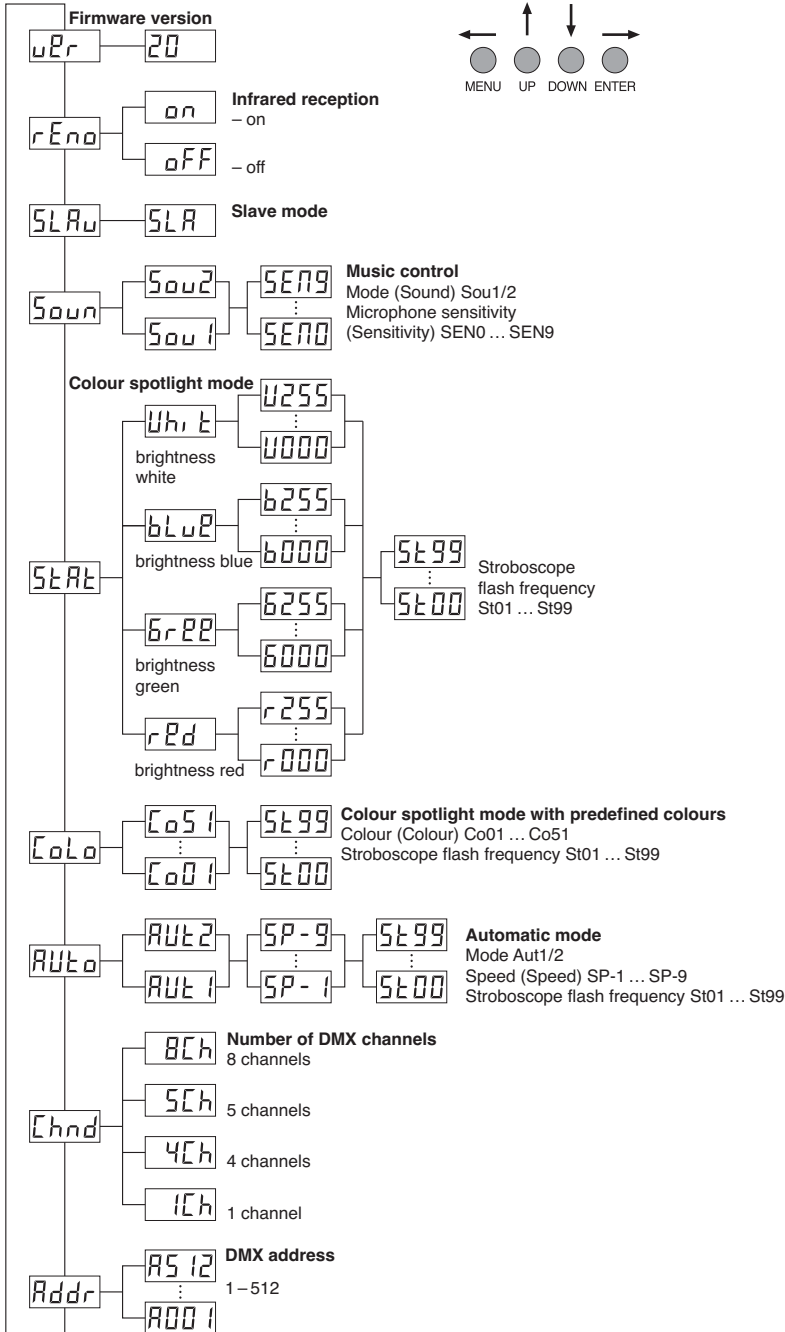 Firmware version
vEr 20
MENU UP DOWN ENTER
rEno on Infrared reception
– on
oFF – off
SLAv SLA Slave mode
Soun Sou2 SEN9 Music control
Mode (Sound) Sou1/2
Microphone sensitivity
Sou1 SEN0 (Sensitivity) SEN0 … SEN9
Colour spotlight mode
StAt
Uhit U255
U000
brightness
white
bLuE b255
b000
brightness blue
GrEE G255
G000
brightness
green
rEd r255
r000
brightness red
St99 Stroboscope
flash frequency
St00 St01 … St99
CoLo Co51 St99 Colour spotlight mode with predefined colours
Colour (Colour) Co01 … Co51
Co01 St00 Stroboscope flash frequency St01 … St99
AUto AUt2 SP-9 St99 Automatic mode
Mode Aut1/2
AUt1 SP-1 St00 Speed (Speed) SP-1 … SP-9
Stroboscope flash frequency St01 … St99
Chnd
8Ch Number of DMX channels
8 channels
5Ch 5 channels
4Ch 4 channels
1Ch 1 channel
Addr A512 DMX address
1 – 512
A001